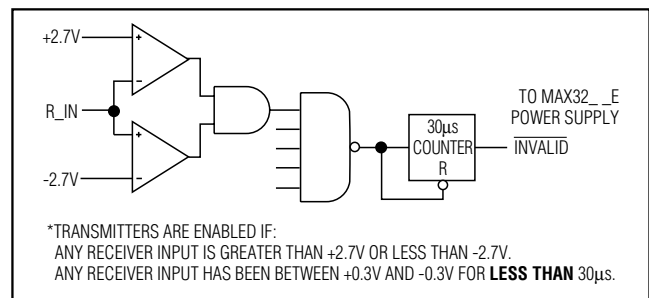 +2.7V
R_IN
-2.7V
30µs
COUNTER
R
TO MAX32_ _E
POWER SUPPLY
INVALID
*TRANSMITTERS ARE ENABLED IF:
ANY RECEIVER INPUT IS GREATER THAN +2.7V OR LESS THAN -2.7V.
ANY RECEIVER INPUT HAS BEEN BETWEEN +0.3V AND -0.3V FOR LESS THAN 30µs.